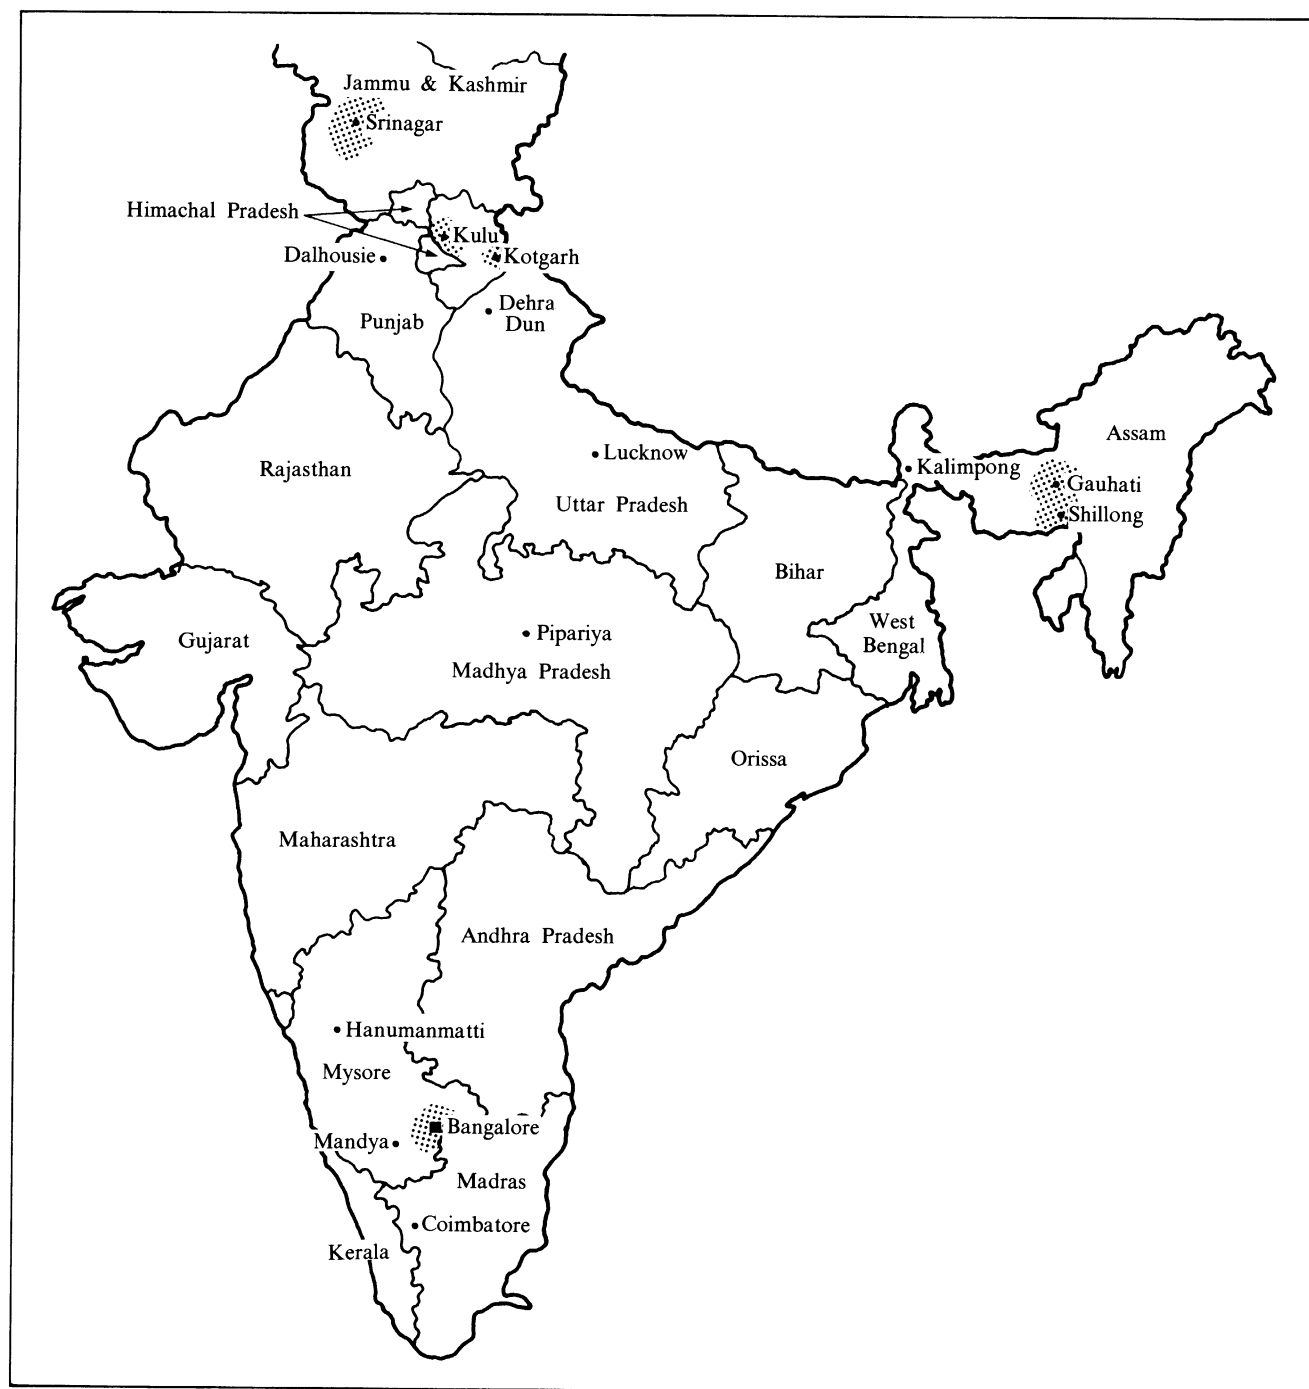 Jammu & Kashmir
Srinagar
Himachal Pradesh
Kulu
Dalhousie
Kotgarh
Dehra
Dun
Punjab
Assam
Lucknow
Rajasthan
Kalimpong
Gauhati
Uttar Pradesh
Shillong
Bihar
West
Bengal
Gujarat
Pipariya
Madhya Pradesh
Orissa
Maharashtra
Andhra Pradesh
Hanumanmatti
Mysore
Bangalore
Mandya
Madras
Coimbatore
Kerala